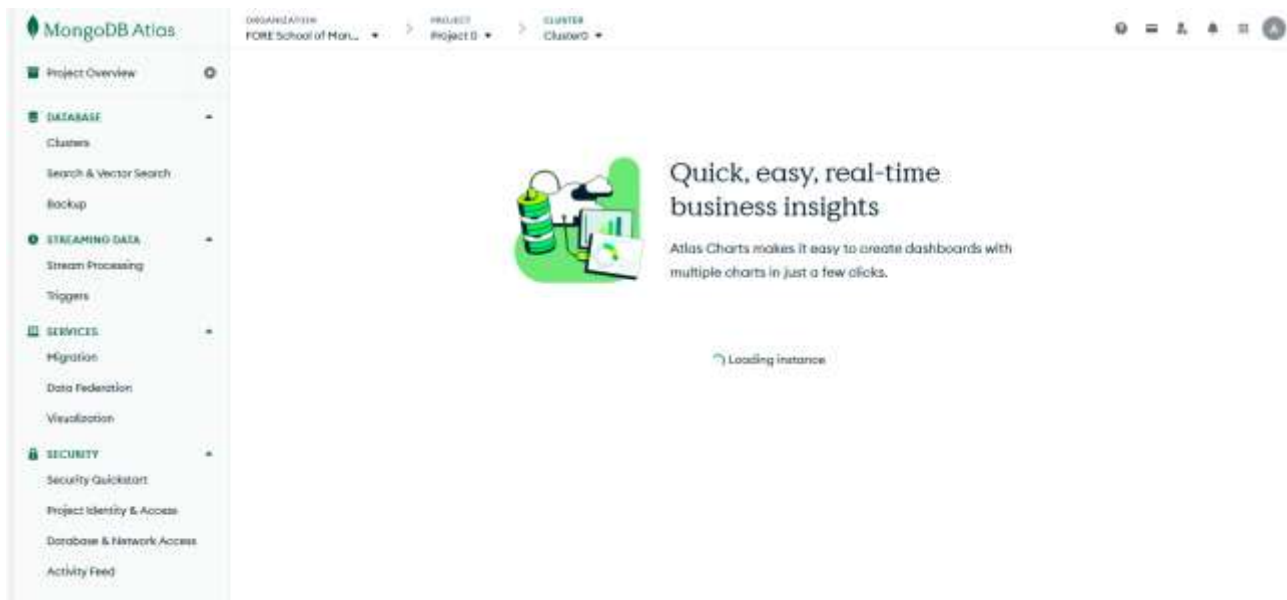 MongoDB Atlas
ORGANIZATION
FORE School of Man...
PROJECT
Project 0
CLUSTER
Cluster0
Project Overview
DATABASE
Clusters
Search & Vector Search
Backup
STREAMING DATA
Stream Processing
Triggers
SERVICES
Migration
Data Federation
Visualization
SECURITY
Security Quickstart
Project Identity & Access
Database & Network Access
Activity Feed
Quick, easy, real-time
business insights
Atlas Charts makes it easy to create dashboards with
multiple charts in just a few clicks.
Loading instance
A